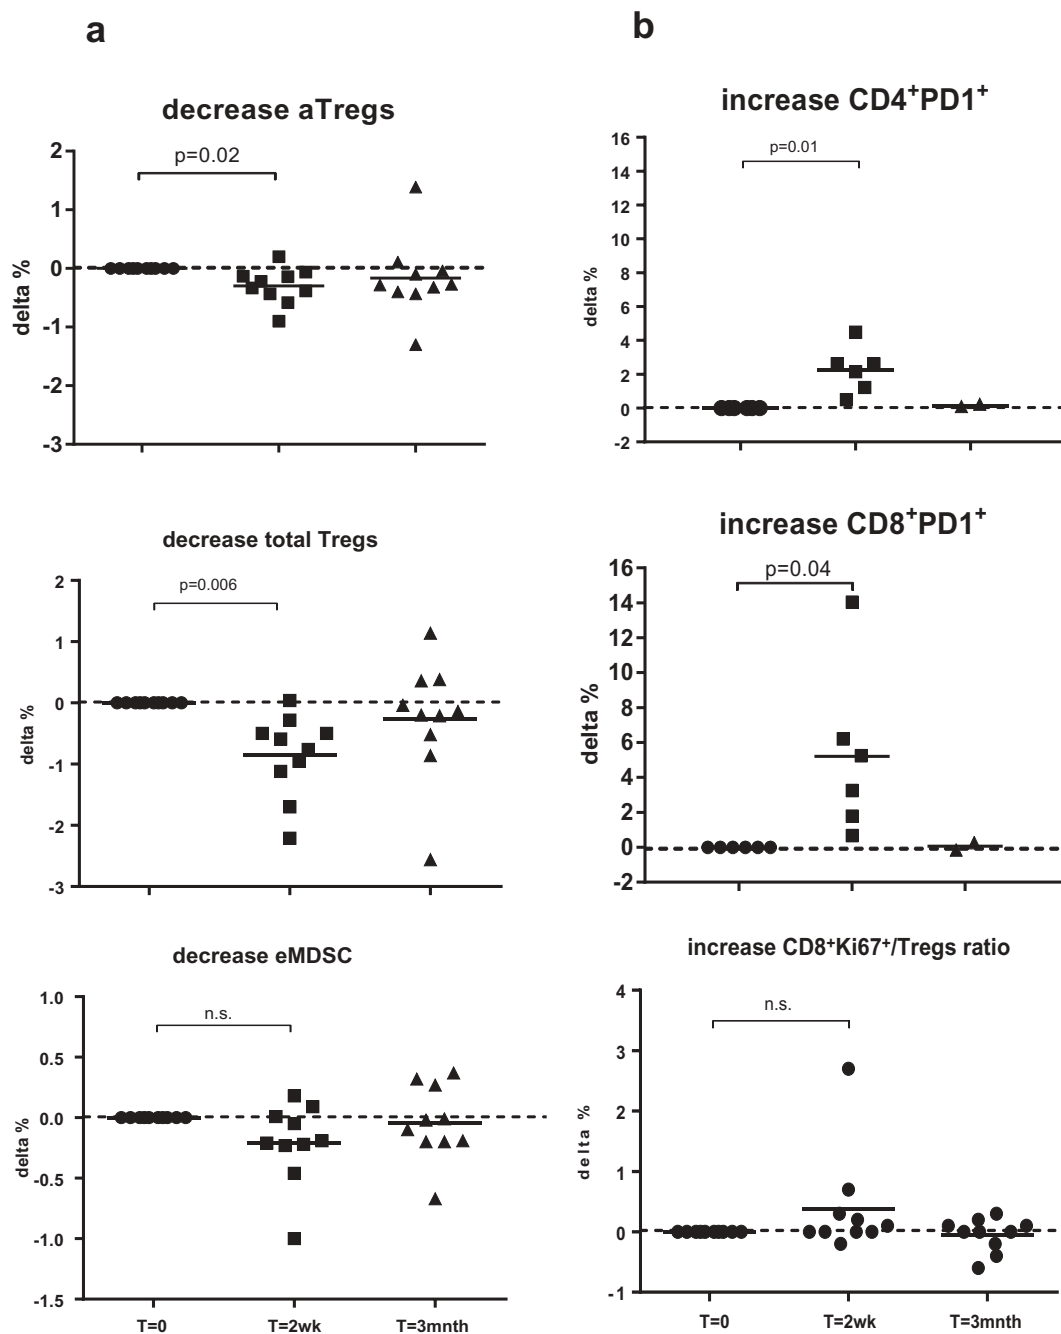 a
decrease aTregs
p=0.02
2
1
0
-1
-2
-3
delta %
decrease total Tregs
p=0.006
2
1
0
-1
-2
-3
delta %
decrease eMDSC
n.s.
1.0
0.5
0.0
-0.5
-1.0
-1.5
delta %
T=0 T=2wk T=3mnth
b
increase CD4⁺PD1⁺
p=0.01
16
14
12
10
8
6
4
2
0
-2
delta %
increase CD8⁺PD1⁺
p=0.04
16
14
12
10
8
6
4
2
0
-2
delta %
increase CD8⁺Ki67⁺/Tregs ratio
n.s.
4
3
2
1
0
-1
delta %
T=0 T=2wk T=3mnth